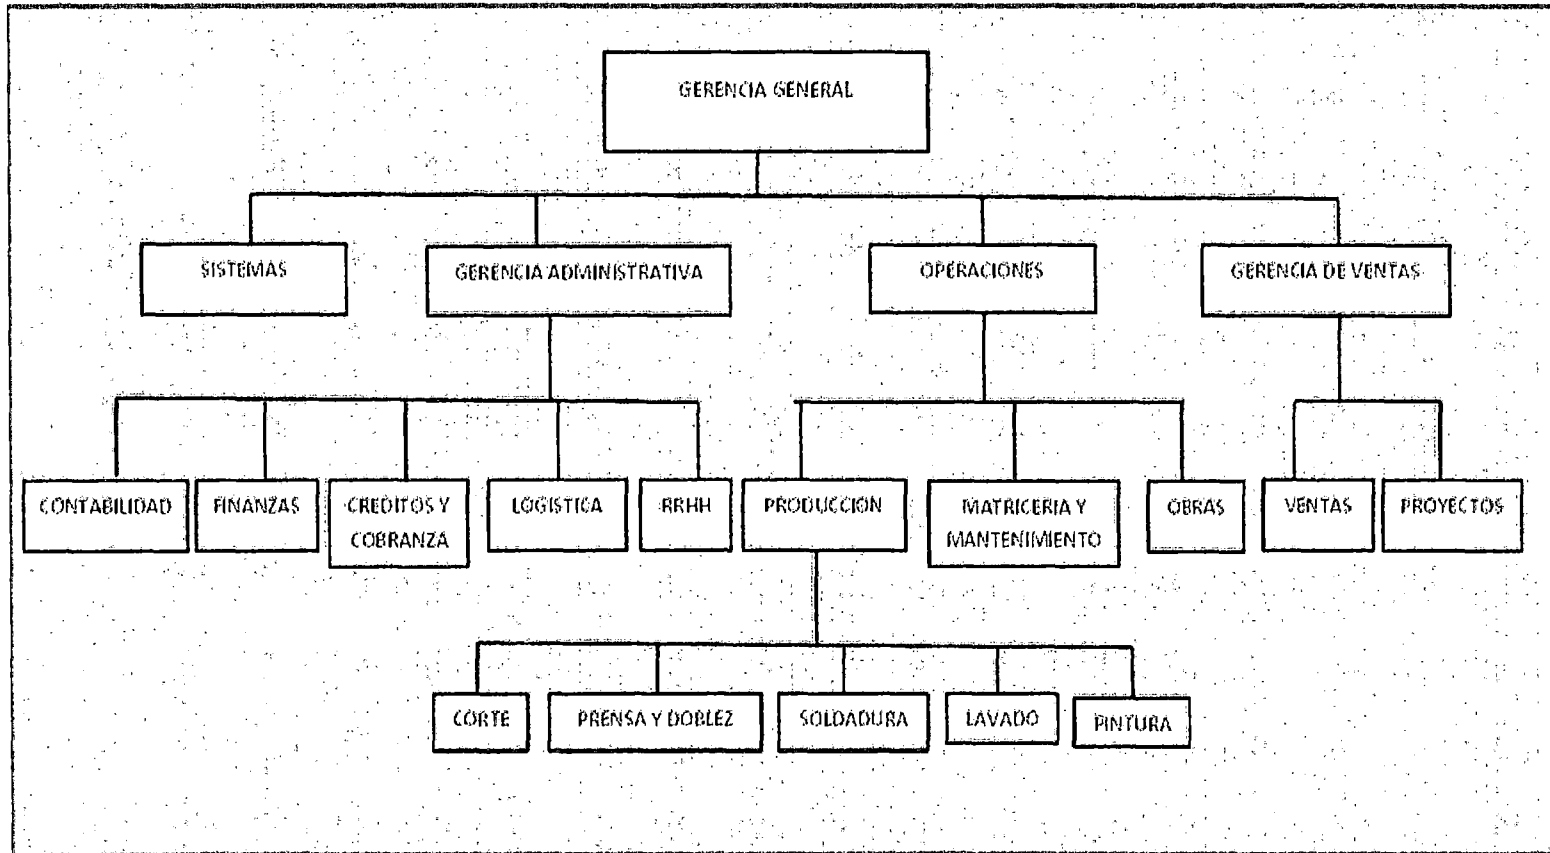 GERENCIA GENERAL
SISTEMAS
GERENCIA ADMINISTRATIVA
OPERACIONES
GERENCIA DE VENTAS
CONTABILIDAD
FINANZAS
CREDITOS Y
COBRANZA
LOGISTICA
RRHH
PRODUCCION
MATRICERIA Y
MANTENIMIENTO
OBRAS
VENTAS
PROYECTOS
CORTE
PRENSA Y DOBLEZ
SOLDADURA
LAVADO
PINTURA